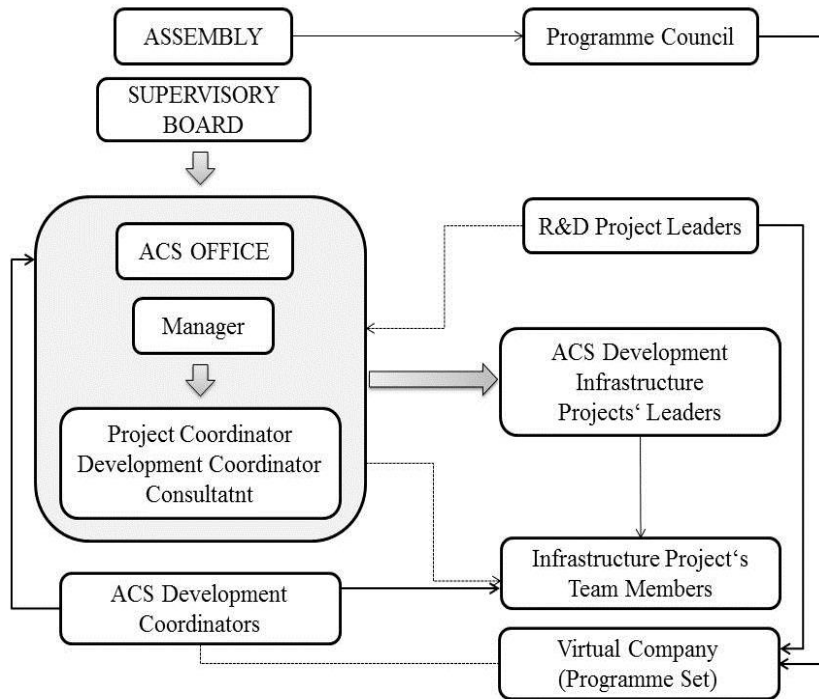 ASSEMBLY
Programme Council
SUPERVISORY
BOARD
ACS OFFICE
R&D Project Leaders
Manager
ACS Development
Infrastructure
Projects‘ Leaders
Project Coordinator
Development Coordinator
Consultatnt
Infrastructure Project‘s
Team Members
ACS Development
Coordinators
Virtual Company
(Programme Set)